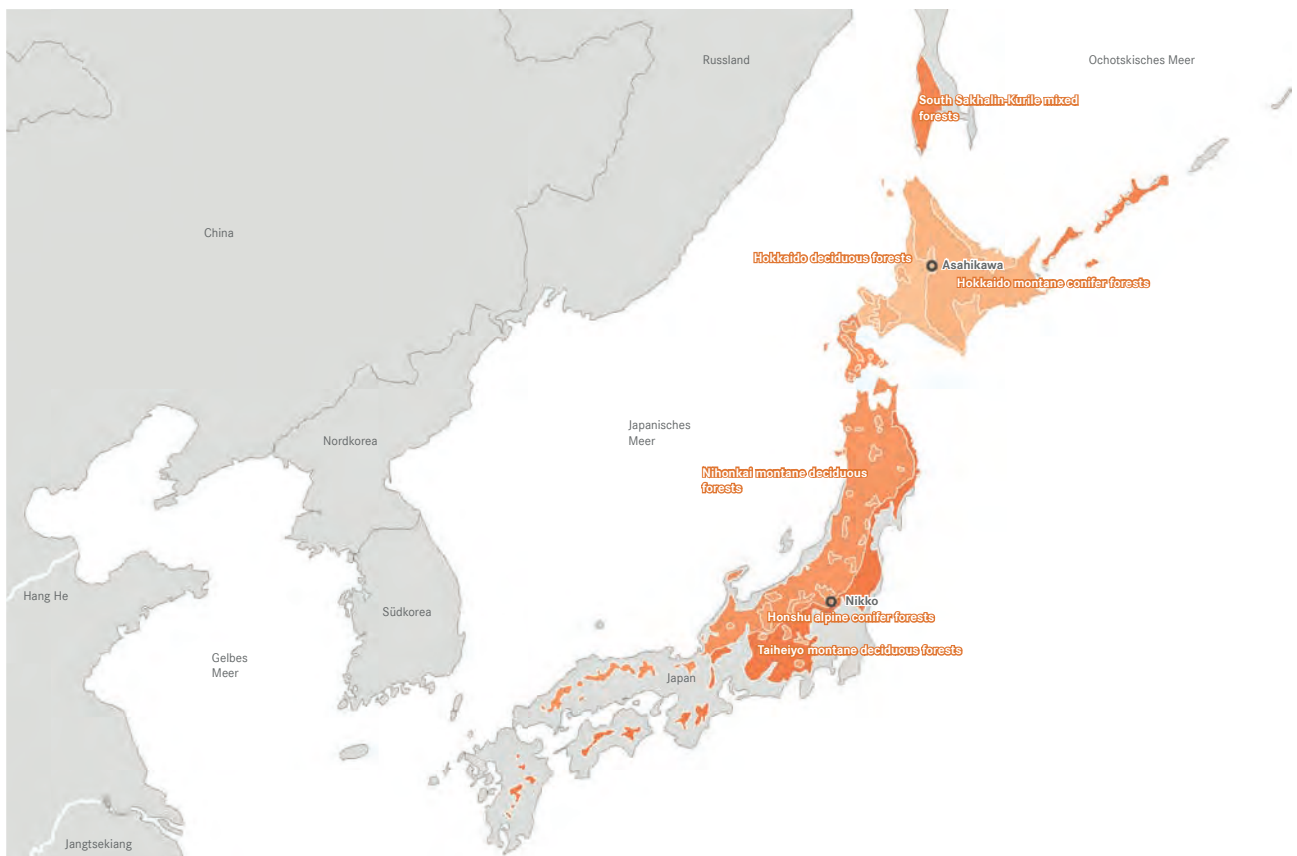 Russland
Ochotskisches Meer
South Sakhalin-Kurile mixed
forests
China
Hokkaido deciduous forests
Asahikawa
Hokkaido montane conifer forests
Japanisches
Meer
Nordkorea
Nihonkai montane deciduous
forests
Hang He
Südkorea
Nikko
Honshu alpine conifer forests
Taiheiyo montane deciduous forests
Gelbes
Meer
Japan
Jangtsekiang